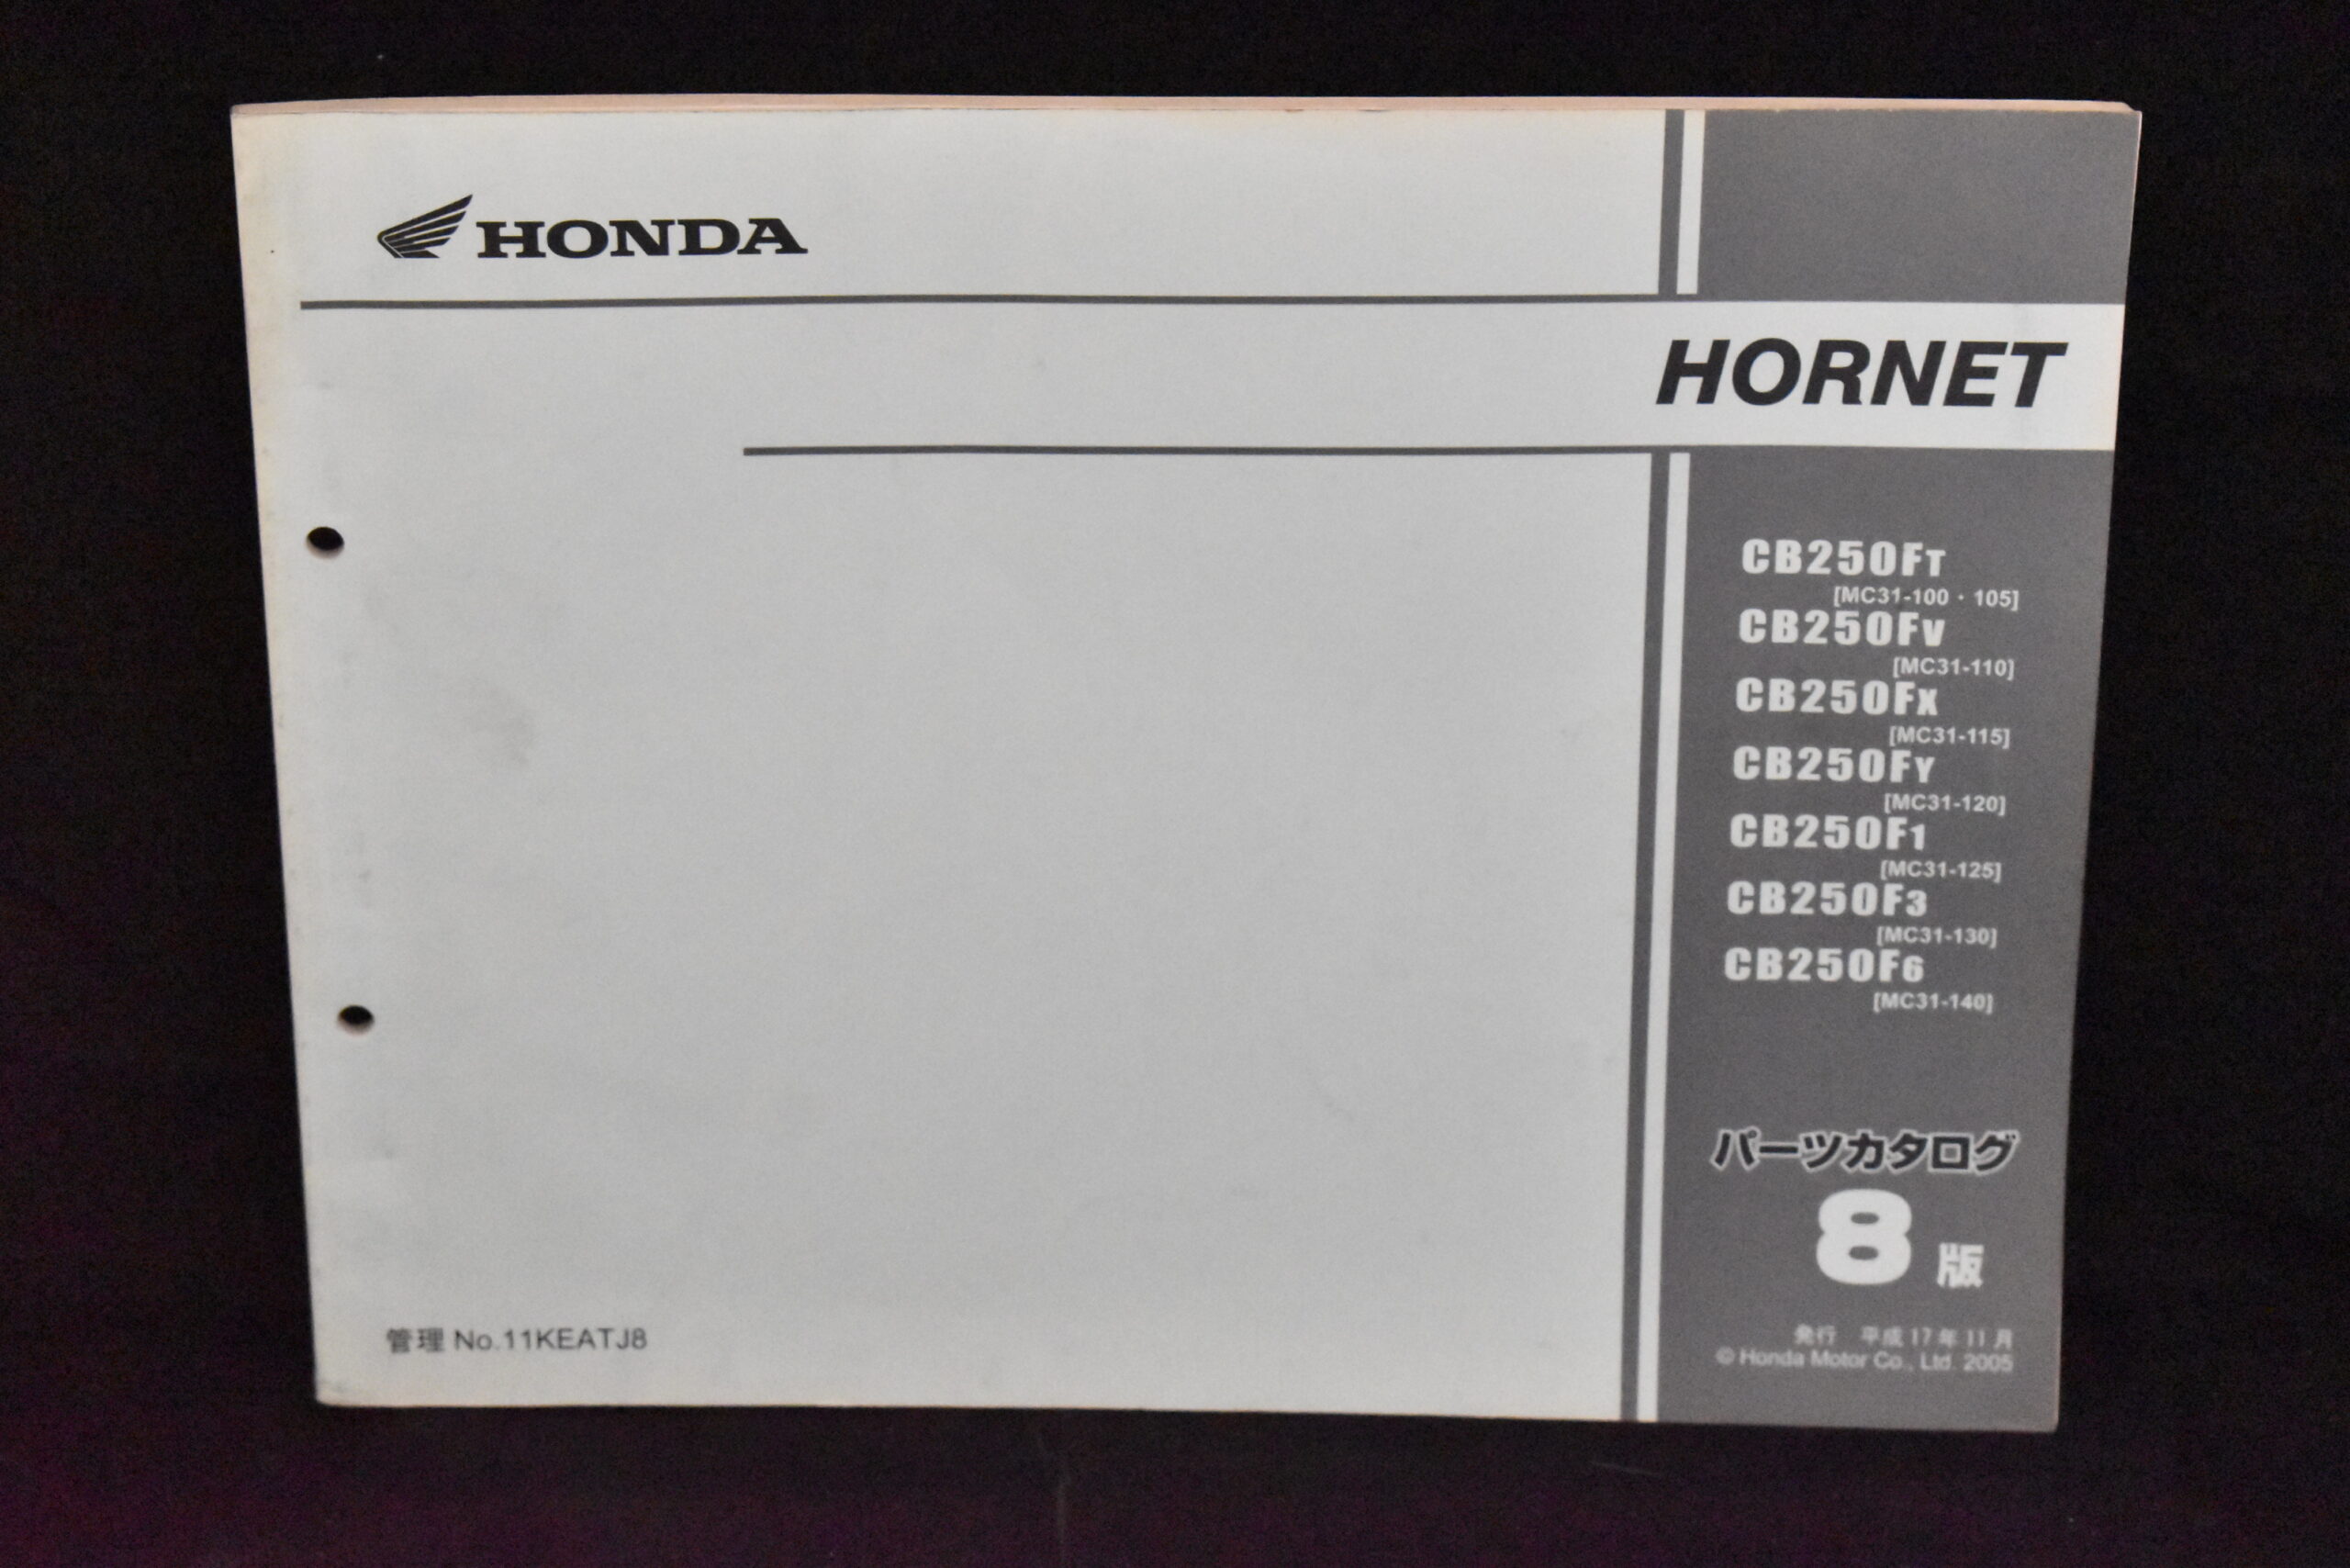 HONDA
HORNET
CB250FT
[MC31-100・105]
CB250FV
[MC31-110]
CB250FX
[MC31-115]
CB250FY
[MC31-120]
CB250F1
[MC31-125]
CB250F3
[MC31-130]
CB250F6
[MC31-140]
パーツカタログ
8版
発行 平成17年11月
© Honda Motor Co., Ltd. 2005
管理 No.11KEATJ8